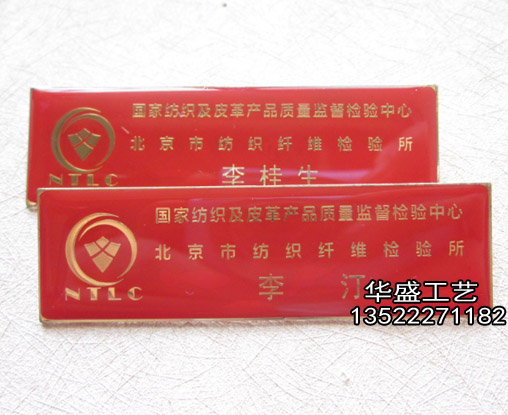 国家纺织及皮革产品质量监督检验中心
北京市纺织纤维检验所
李桂生
NTLC
国家纺织及皮革产品质量监督检验中心
北京市纺织纤维检验所
李汀
NTLC
华盛工艺
13522271182